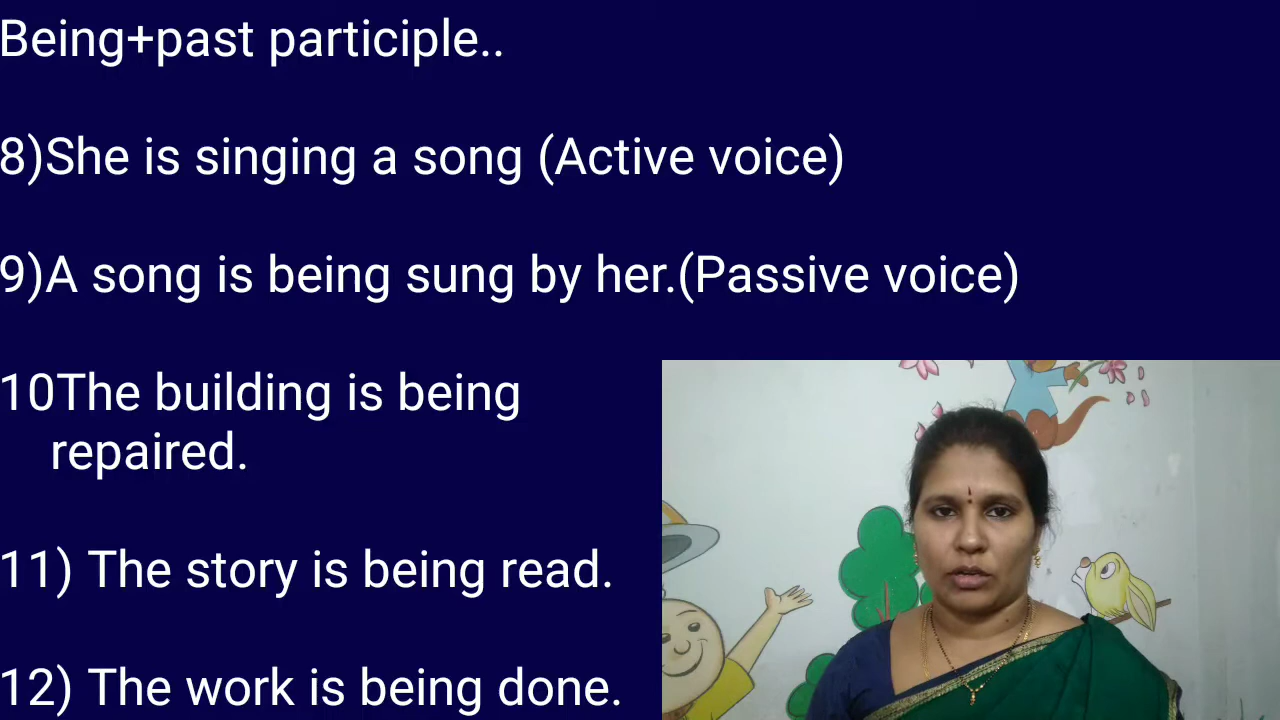 Being+past participle..
8)She is singing a song (Active voice)
9)A song is being sung by her.(Passive voice)
10The building is being
repaired.
11) The story is being read.
12) The work is being done.